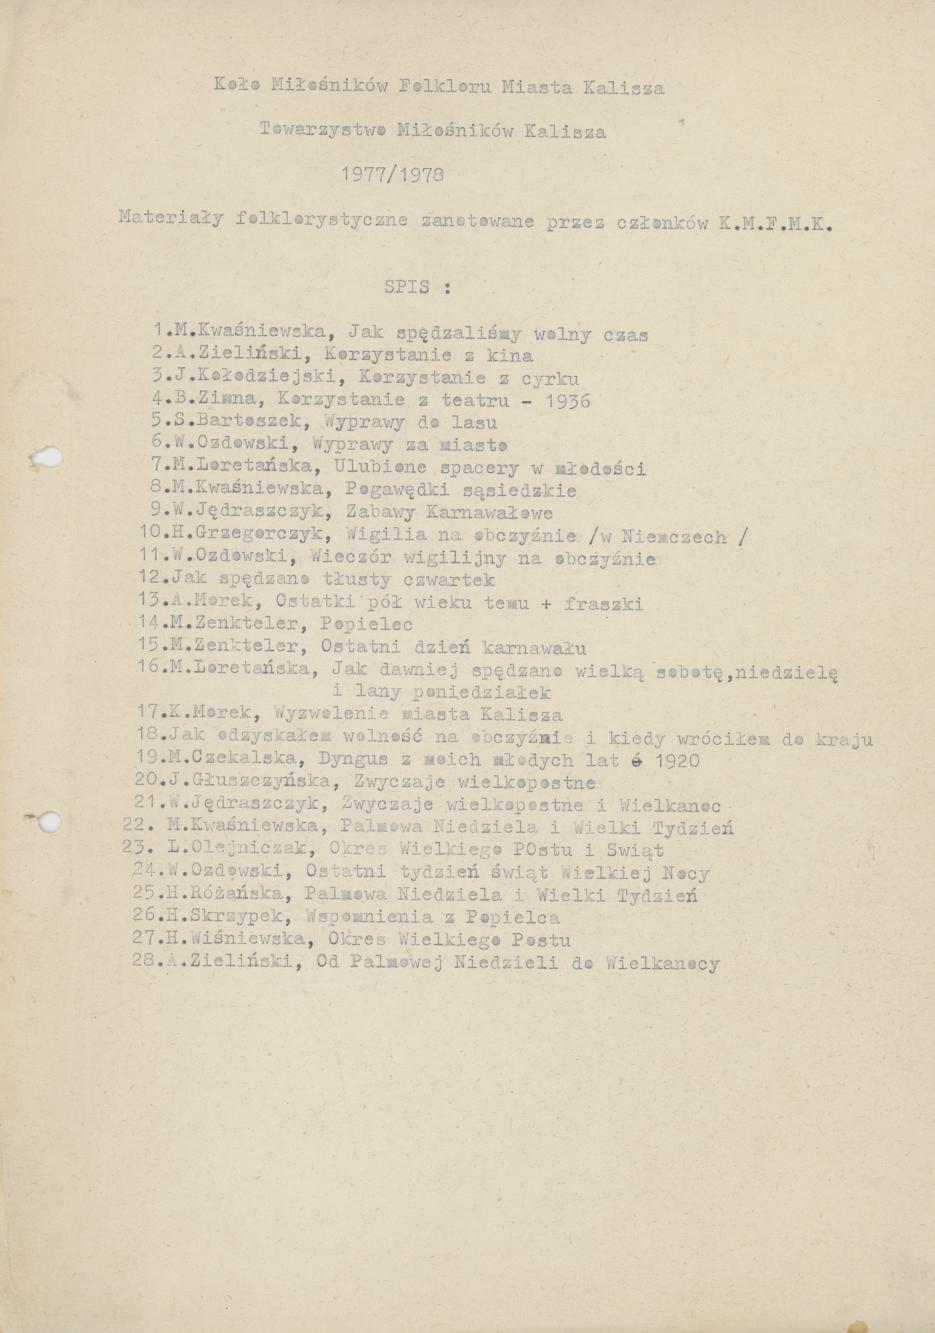 Koło Miłośników Folkloru Miasta Kalisza
Towarzystwo Miłośników Kalisza
1977/1978
Materiały folklorystyczne zanotowane przez członków K.M.F.M.K.
SPIS :
1.M.Kwaśniewska, Jak spędzaliśmy wolny czas
2.A.Zieliński, Korzystanie z kina
3.J.Kołodziejski, Korzystanie z cyrku
4.B.Zimna, Korzystanie z teatru - 1936
5.S.Bartoszek, Wyprawy do lasu
6.W.Ozdowski, Wyprawy za miasto
7.M.Loretańska, Ulubione spacery w młodości
8.M.Kwaśniewska, Pogawędki sąsiedzkie
9.W.Jędraszczyk, Zabawy Karnawałowe
10.H.Grzegorczyk, Wigilia na obczyźnie /w Niemczech /
11.W.Ozdowski, Wieczór wigilijny na obczyźnie
12.Jak spędzano tłusty czwartek
13.A.Morek, Ostatki pół wieku temu + fraszki
14.M.Zenkteler, Popielec
15.M.Zenkteler, Ostatni dzień karnawału
16.M.Loretańska, Jak dawniej spędzano wielką sobotę,niedzielę
i lany poniedziałek
17.K.Morek, Wyzwolenie miasta Kalisza
18.Jak odzyskałem wolność na obczyźnie i kiedy wróciłem do kraju
19.M.Czekalska, Dyngus z moich młodych lat 1920
20.J.Głuszczyńska, Zwyczaje wielkopostne
21.W.Jędraszczyk, Zwyczaje wielkopostne i Wielkanoc
22. M.Kwaśniewska, Palmowa Niedziela i Wielki Tydzień
23. L.Olejniczak, Okres Wielkiego POstu i Swiąt
24.W.Ozdowski, Ostatni tydzień świąt Wielkiej Nocy
25.H.Różańska, Palmowa Niedziela i Wielki Tydzień
26.H.Skrzypek, Wspomnienia z Popielca
27.H.Wiśniewska, Okres Wielkiego Postu
28.A.Zieliński, Od Palmowej Niedzieli do Wielkanocy